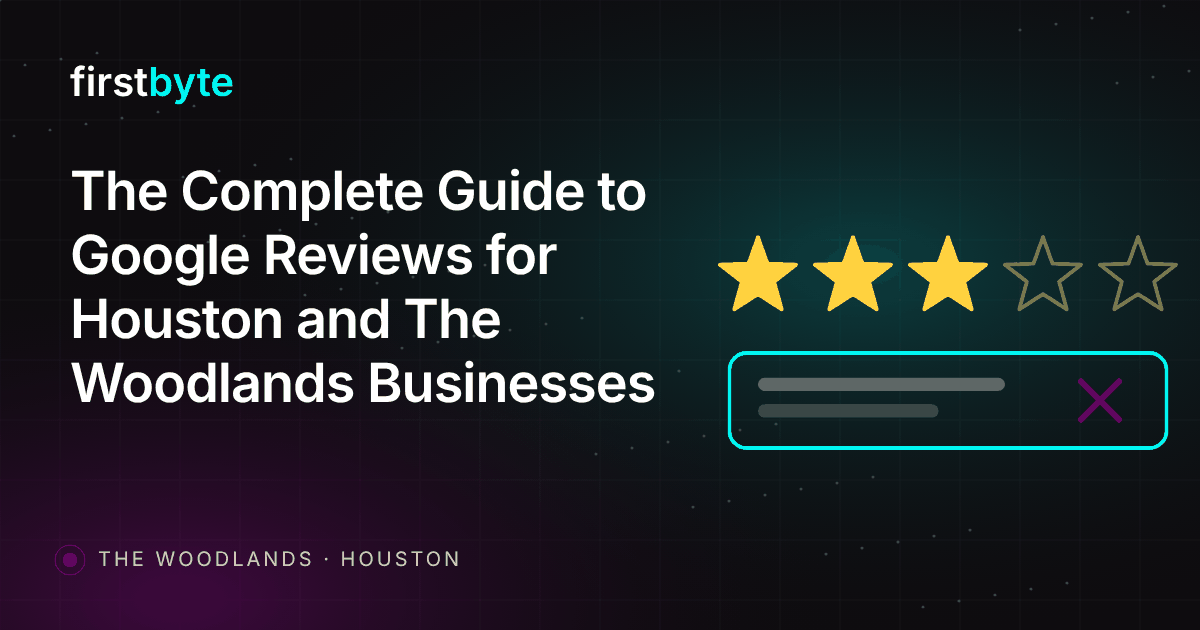 firstbyte
The Complete Guide to
Google Reviews for
Houston and The
Woodlands Businesses
THE WOODLANDS · HOUSTON